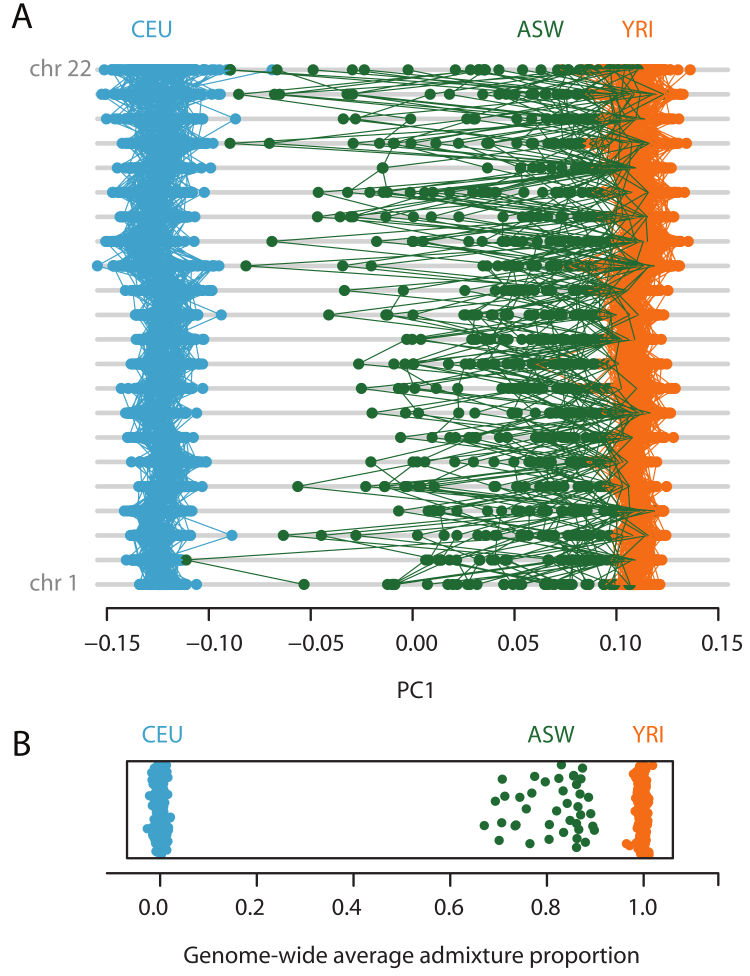 A
CEU ASW YRI
chr 22
chr 1
−0.15 −0.10 −0.05 0.00 0.05 0.10 0.15
PC1
B
CEU ASW YRI
0.0 0.2 0.4 0.6 0.8 1.0
Genome-wide average admixture proportion